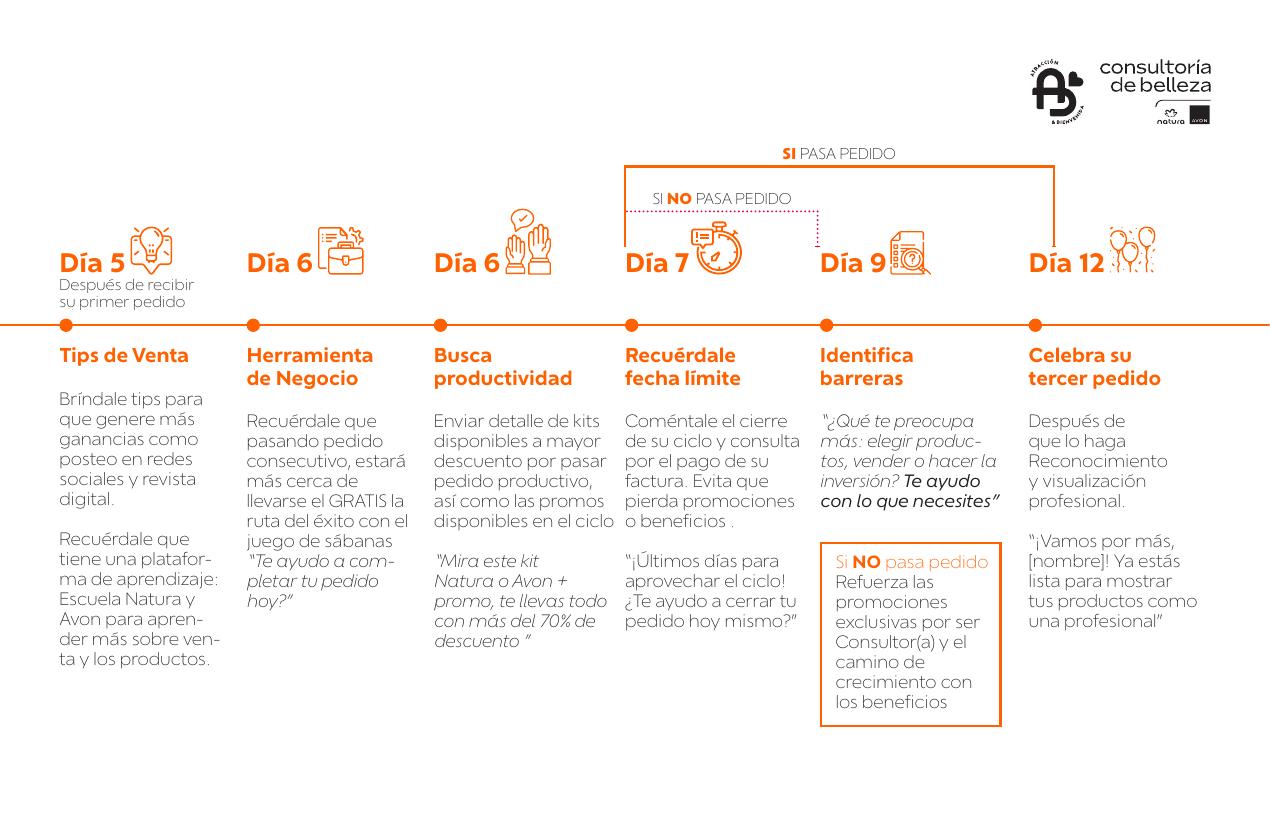 ATRACCIÓN
& BIENVENIDA
consultoría
de belleza
natura
AVON
SI PASA PEDIDO
SI NO PASA PEDIDO
Día 5
Después de recibir
su primer pedido
Tips de Venta
Bríndale tips para
que genere más
ganancias como
posteo en redes
sociales y revista
digital.
Recuérdale que
tiene una platafor-
ma de aprendizaje:
Escuela Natura y
Avon para apren-
der más sobre ven-
ta y los productos.
Día 6
Herramienta
de Negocio
Recuérdale que
pasando pedido
consecutivo, estará
más cerca de
llevarse el GRATIS la
ruta del éxito con el
juego de sábanas
“Te ayudo a com-
pletar tu pedido
hoy?”
Día 6
Busca
productividad
Enviar detalle de kits
disponibles a mayor
descuento por pasar
pedido productivo,
así como las promos
disponibles en el ciclo
“Mira este kit
Natura o Avon +
promo, te llevas todo
con más del 70% de
descuento ”
Día 7
Recuérdale
fecha límite
Coméntale el cierre
de su ciclo y consulta
por el pago de su
factura. Evita que
pierda promociones
o beneficios .
“¡Últimos días para
aprovechar el ciclo!
¿Te ayudo a cerrar tu
pedido hoy mismo?”
Día 9
Identifica
barreras
“¿Qué te preocupa
más: elegir produc-
tos, vender o hacer la
inversión? Te ayudo
con lo que necesites”
Si NO pasa pedido
Refuerza las
promociones
exclusivas por ser
Consultor(a) y el
camino de
crecimiento con
los beneficios
Día 12
Celebra su
tercer pedido
Después de
que lo haga
Reconocimiento
y visualización
profesional.
“¡Vamos por más,
[nombre]! Ya estás
lista para mostrar
tus productos como
una profesional”